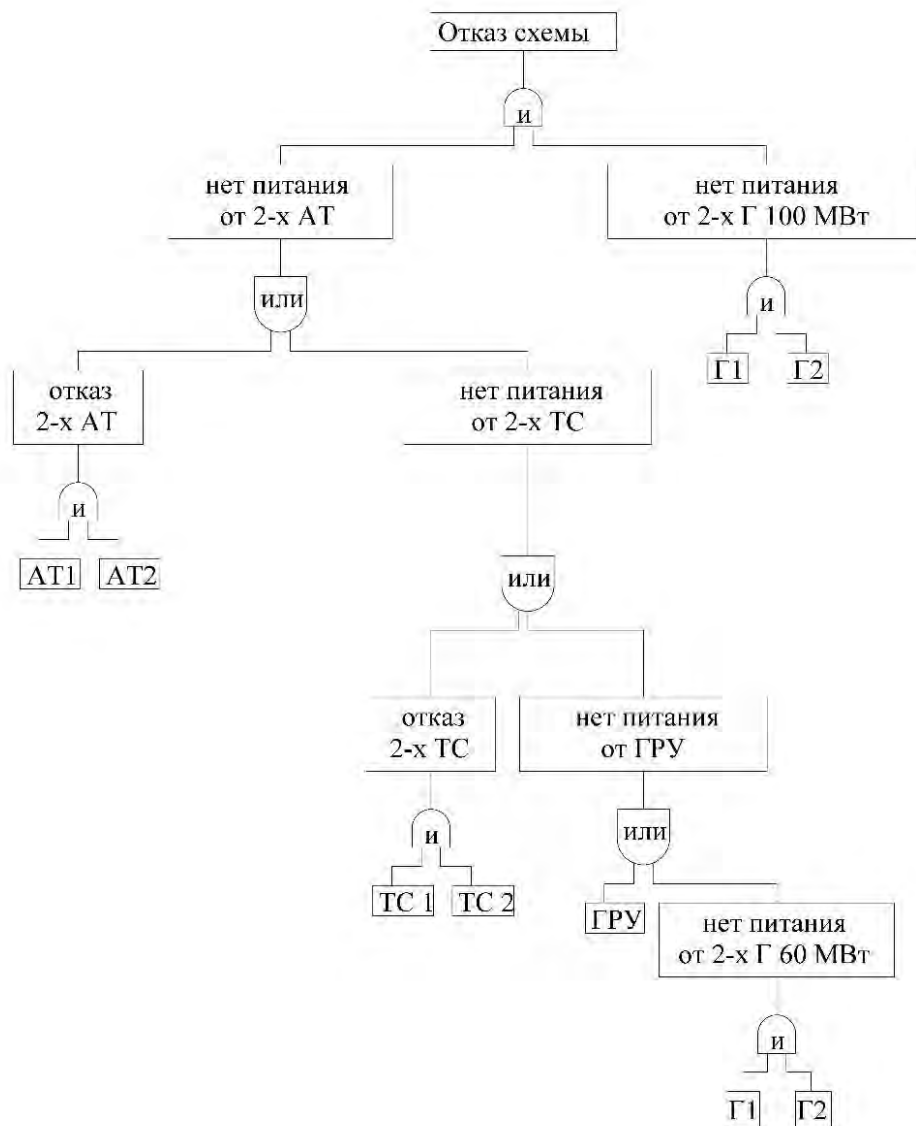 Отказ схемы
и
нет питания
от 2-х АТ
нет питания
от 2-х Г 100 МВт
или
и
Г1
Г2
отказ
2-х АТ
нет питания
от 2-х ТС
и
АТ1
АТ2
или
отказ
2-х ТС
нет питания
от ГРУ
и
или
ТС 1
ТС 2
ГРУ
нет питания
от 2-х Г 60 МВт
и
Г1
Г2